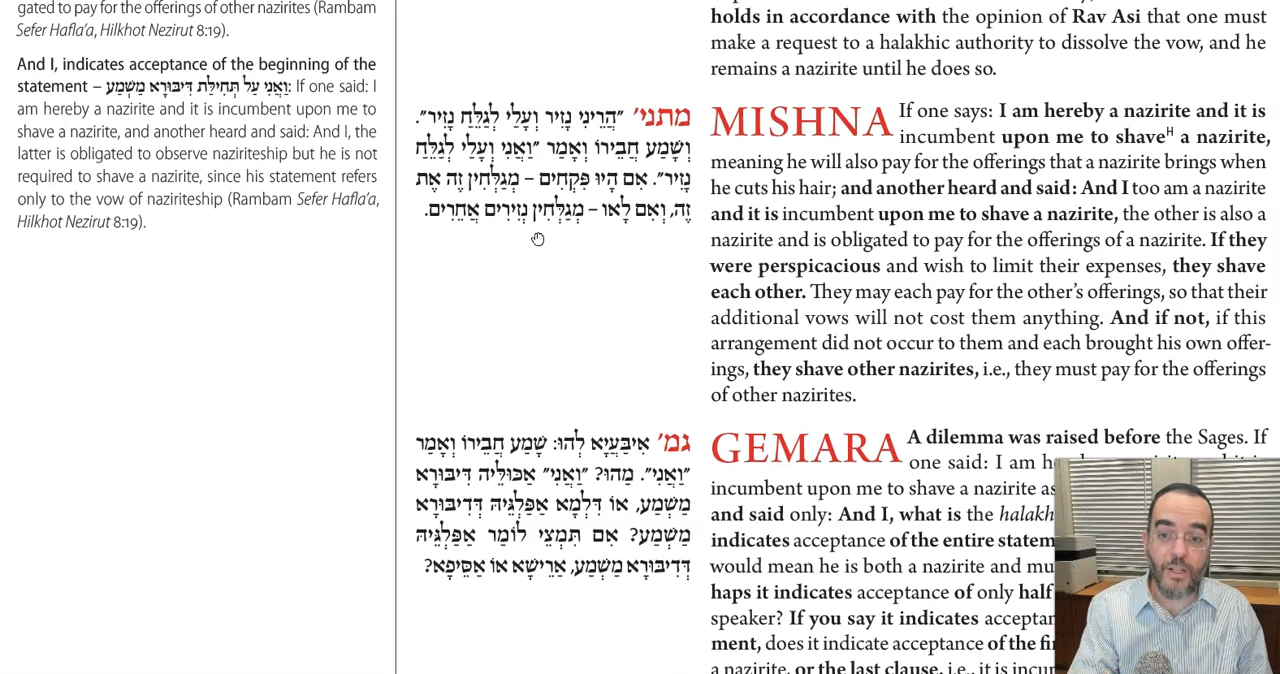 gated to pay for the offerings of other nazirites (Rambam
Sefer Hafla'a, Hilkhot Nezirut 8:19).
And I, indicates acceptance of the beginning of the
statement – וַאֲנִי עַל תְּחִילַּת דִּיבּוּרָא מַשְׁמַע: If one said: I
am hereby a nazirite and it is incumbent upon me to
shave a nazirite, and another heard and said: And I, the
latter is obligated to observe naziriteship but he is not
required to shave a nazirite, since his statement refers
only to the vow of naziriteship (Rambam Sefer Hafla'a,
Hilkhot Nezirut 8:19).
מתני׳ ״הֲרֵינִי נָזִיר וְעָלַי לְגַלֵּחַ נָזִיר״.
וְשָׁמַע חֲבֵירוֹ וְאָמַר ״וַאֲנִי וְעָלַי לְגַלֵּחַ
נָזִיר״. אִם הָיוּ פִּקְחִים – מְגַלְּחִין זֶה אֶת
זֶה, וְאִם לָאו – מְגַלְּחִין נְזִירִים אֲחֵרִים.
גמ׳ אִיבַּעְיָא לְהוּ: שָׁמַע חֲבֵירוֹ וְאָמַר
״וַאֲנִי״. מַהוּ? ״וַאֲנִי״ אַכּוּלֵּיהּ דִּיבּוּרָא
מַשְׁמַע, אוֹ דִּלְמָא אַפַּלְגֵּיהּ דְּדִיבּוּרָא
מַשְׁמַע? אִם תִּמְצֵי לוֹמַר אַפַּלְגֵּיהּ
דְּדִיבּוּרָא מַשְׁמַע, אַרֵישָׁא אוֹ אַסֵּיפָא?
holds in accordance with the opinion of Rav Asi that one must
make a request to a halakhic authority to dissolve the vow, and he
remains a nazirite until he does so.
MISHNA If one says: I am hereby a nazirite and it is
incumbent upon me to shaveᴴ a nazirite,
meaning he will also pay for the offerings that a nazirite brings when
he cuts his hair; and another heard and said: And I too am a nazirite
and it is incumbent upon me to shave a nazirite, the other is also a
nazirite and is obligated to pay for the offerings of a nazirite. If they
were perspicacious and wish to limit their expenses, they shave
each other. They may each pay for the other's offerings, so that their
additional vows will not cost them anything. And if not, if this
arrangement did not occur to them and each brought his own offer-
ings, they shave other nazirites, i.e., they must pay for the offerings
of other nazirites.
GEMARA A dilemma was raised before the Sages. If
one said: I am
incumbent upon me to shave a nazirite as
and said only: And I, what is the halakh
indicates acceptance of the entire statem
would mean he is both a nazirite and mu
haps it indicates acceptance of only half
speaker? If you say it indicates acceptan
ment, does it indicate acceptance of the fi
a nazirite, or the last clause, i.e., it is incur